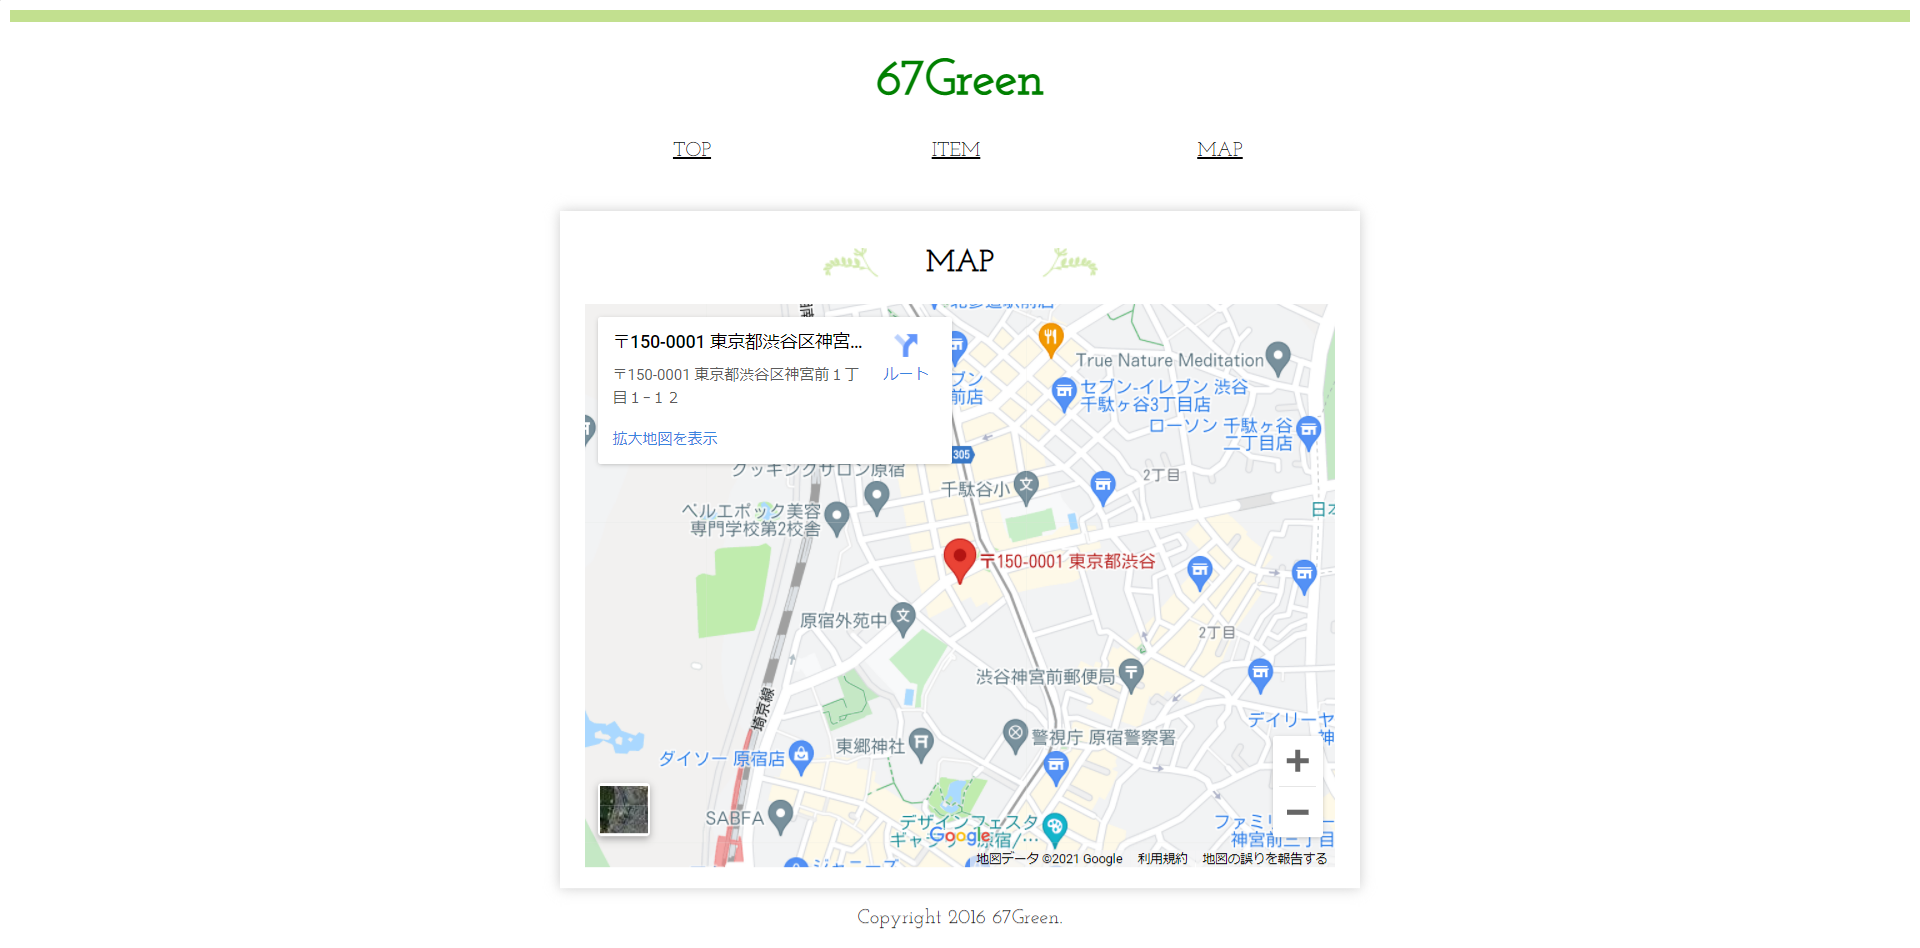 67Green
TOP
ITEM
MAP
MAP
〒150-0001 東京都渋谷区神宮...
ルート
〒150-0001 東京都渋谷区神宮前１丁
目１−１２
拡大地図を表示
True Nature Meditation
セブン-イレブン 渋谷
千駄ヶ谷3丁目店
ブン
前店
ローソン 千駄ヶ谷
二丁目店
305
クッキングサロン原宿
2丁目
千駄谷小
ベルエポック美容
専門学校第2校舎
〒150-0001 東京都渋谷
原宿外苑中
2丁目
渋谷神宮前郵便局
埼京線
デイリーヤ
神
東郷神社
警視庁 原宿警察署
ダイソー 原宿店
SABFA
デザインフェスタ
ギャラリー原宿/…
Google
神宮前三丁目
地図データ ©2021 Google
利用規約
地図の誤りを報告する
Copyright 2016 67Green.